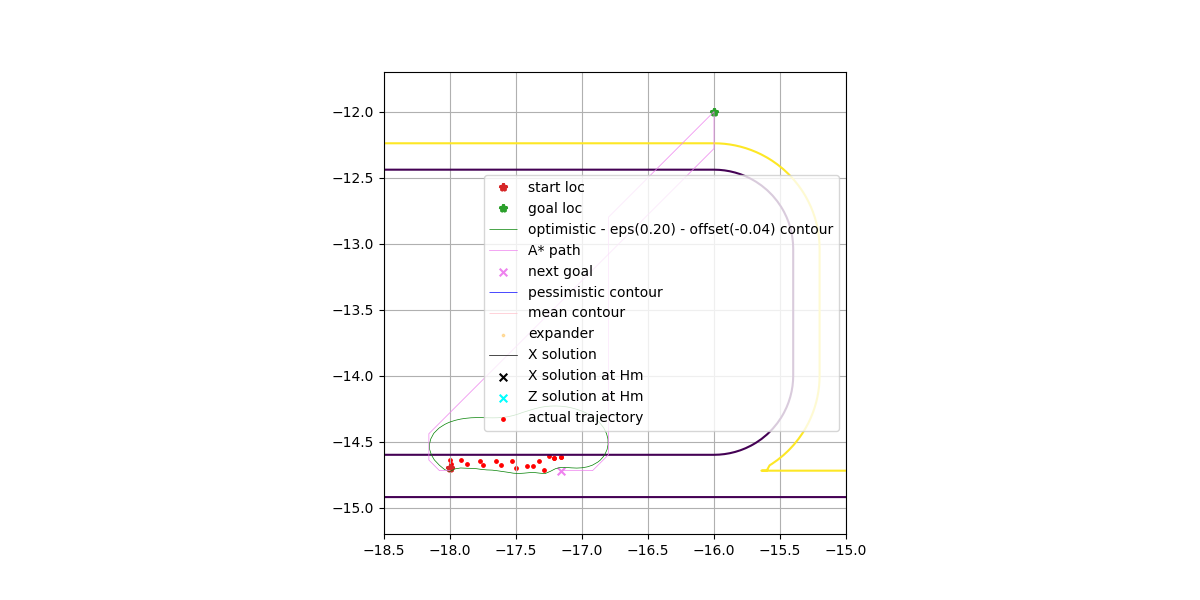 −12.0
−12.5
−13.0
−13.5
−14.0
−14.5
−15.0
start loc
goal loc
optimistic - eps(0.20) - offset(-0.04) contour
A* path
next goal
pessimistic contour
mean contour
expander
X solution
X solution at Hm
Z solution at Hm
actual trajectory
−18.5 −18.0 −17.5 −17.0 −16.5 −16.0 −15.5 −15.0